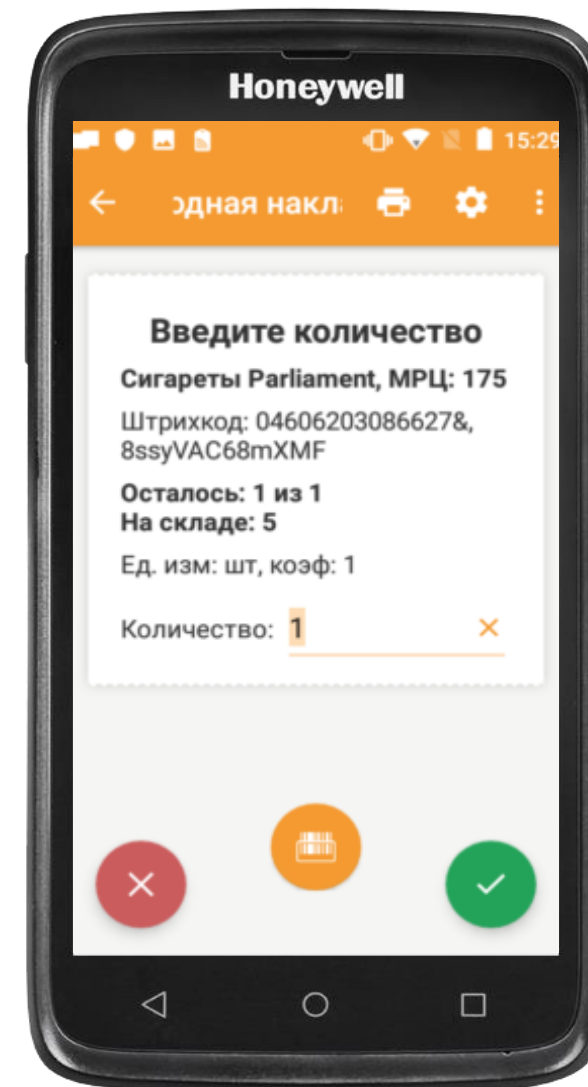 Honeywell
15:29
одная накл
Введите количество
Сигареты Parliament, МРЦ: 175
Штрихкод: 04606203086627&,
8ssyVAC68mXMF
Осталось: 1 из 1
На складе: 5
Ед. изм: шт, коэф: 1
Количество: 1